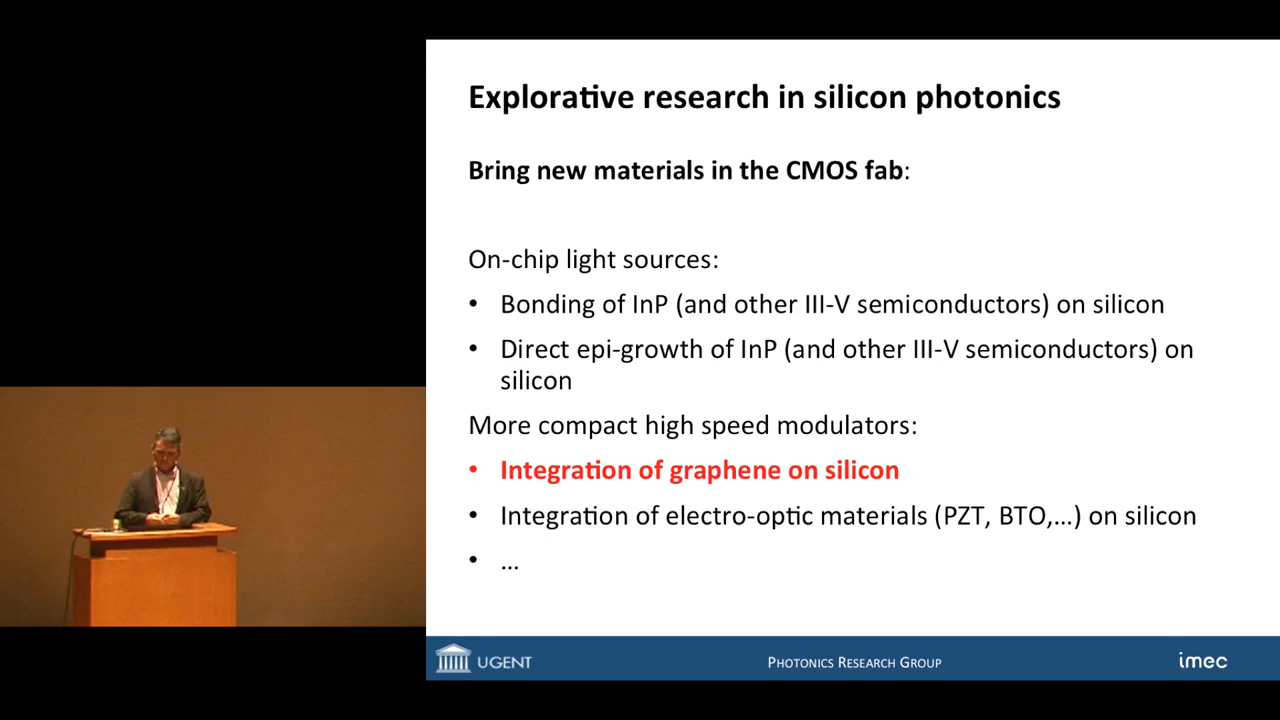 Explorative research in silicon photonics
Bring new materials in the CMOS fab:
On-chip light sources:
• Bonding of InP (and other III-V semiconductors) on silicon
• Direct epi-growth of InP (and other III-V semiconductors) on
silicon
More compact high speed modulators:
• Integration of graphene on silicon
• Integration of electro-optic materials (PZT, BTO,...) on silicon
• ...
UGENT
PHOTONICS RESEARCH GROUP
imec